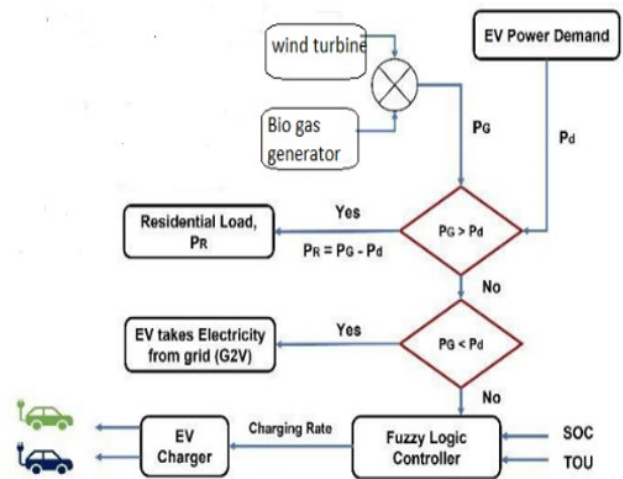 wind turbine
EV Power Demand
Bio gas
generator
PG
Pd
Residential Load,
PR
Yes
PR = PG - Pd
PG > Pd
No
EV takes Electricity
from grid (G2V)
Yes
PG < Pd
No
EV
Charger
Charging Rate
Fuzzy Logic
Controller
SOC
TOU